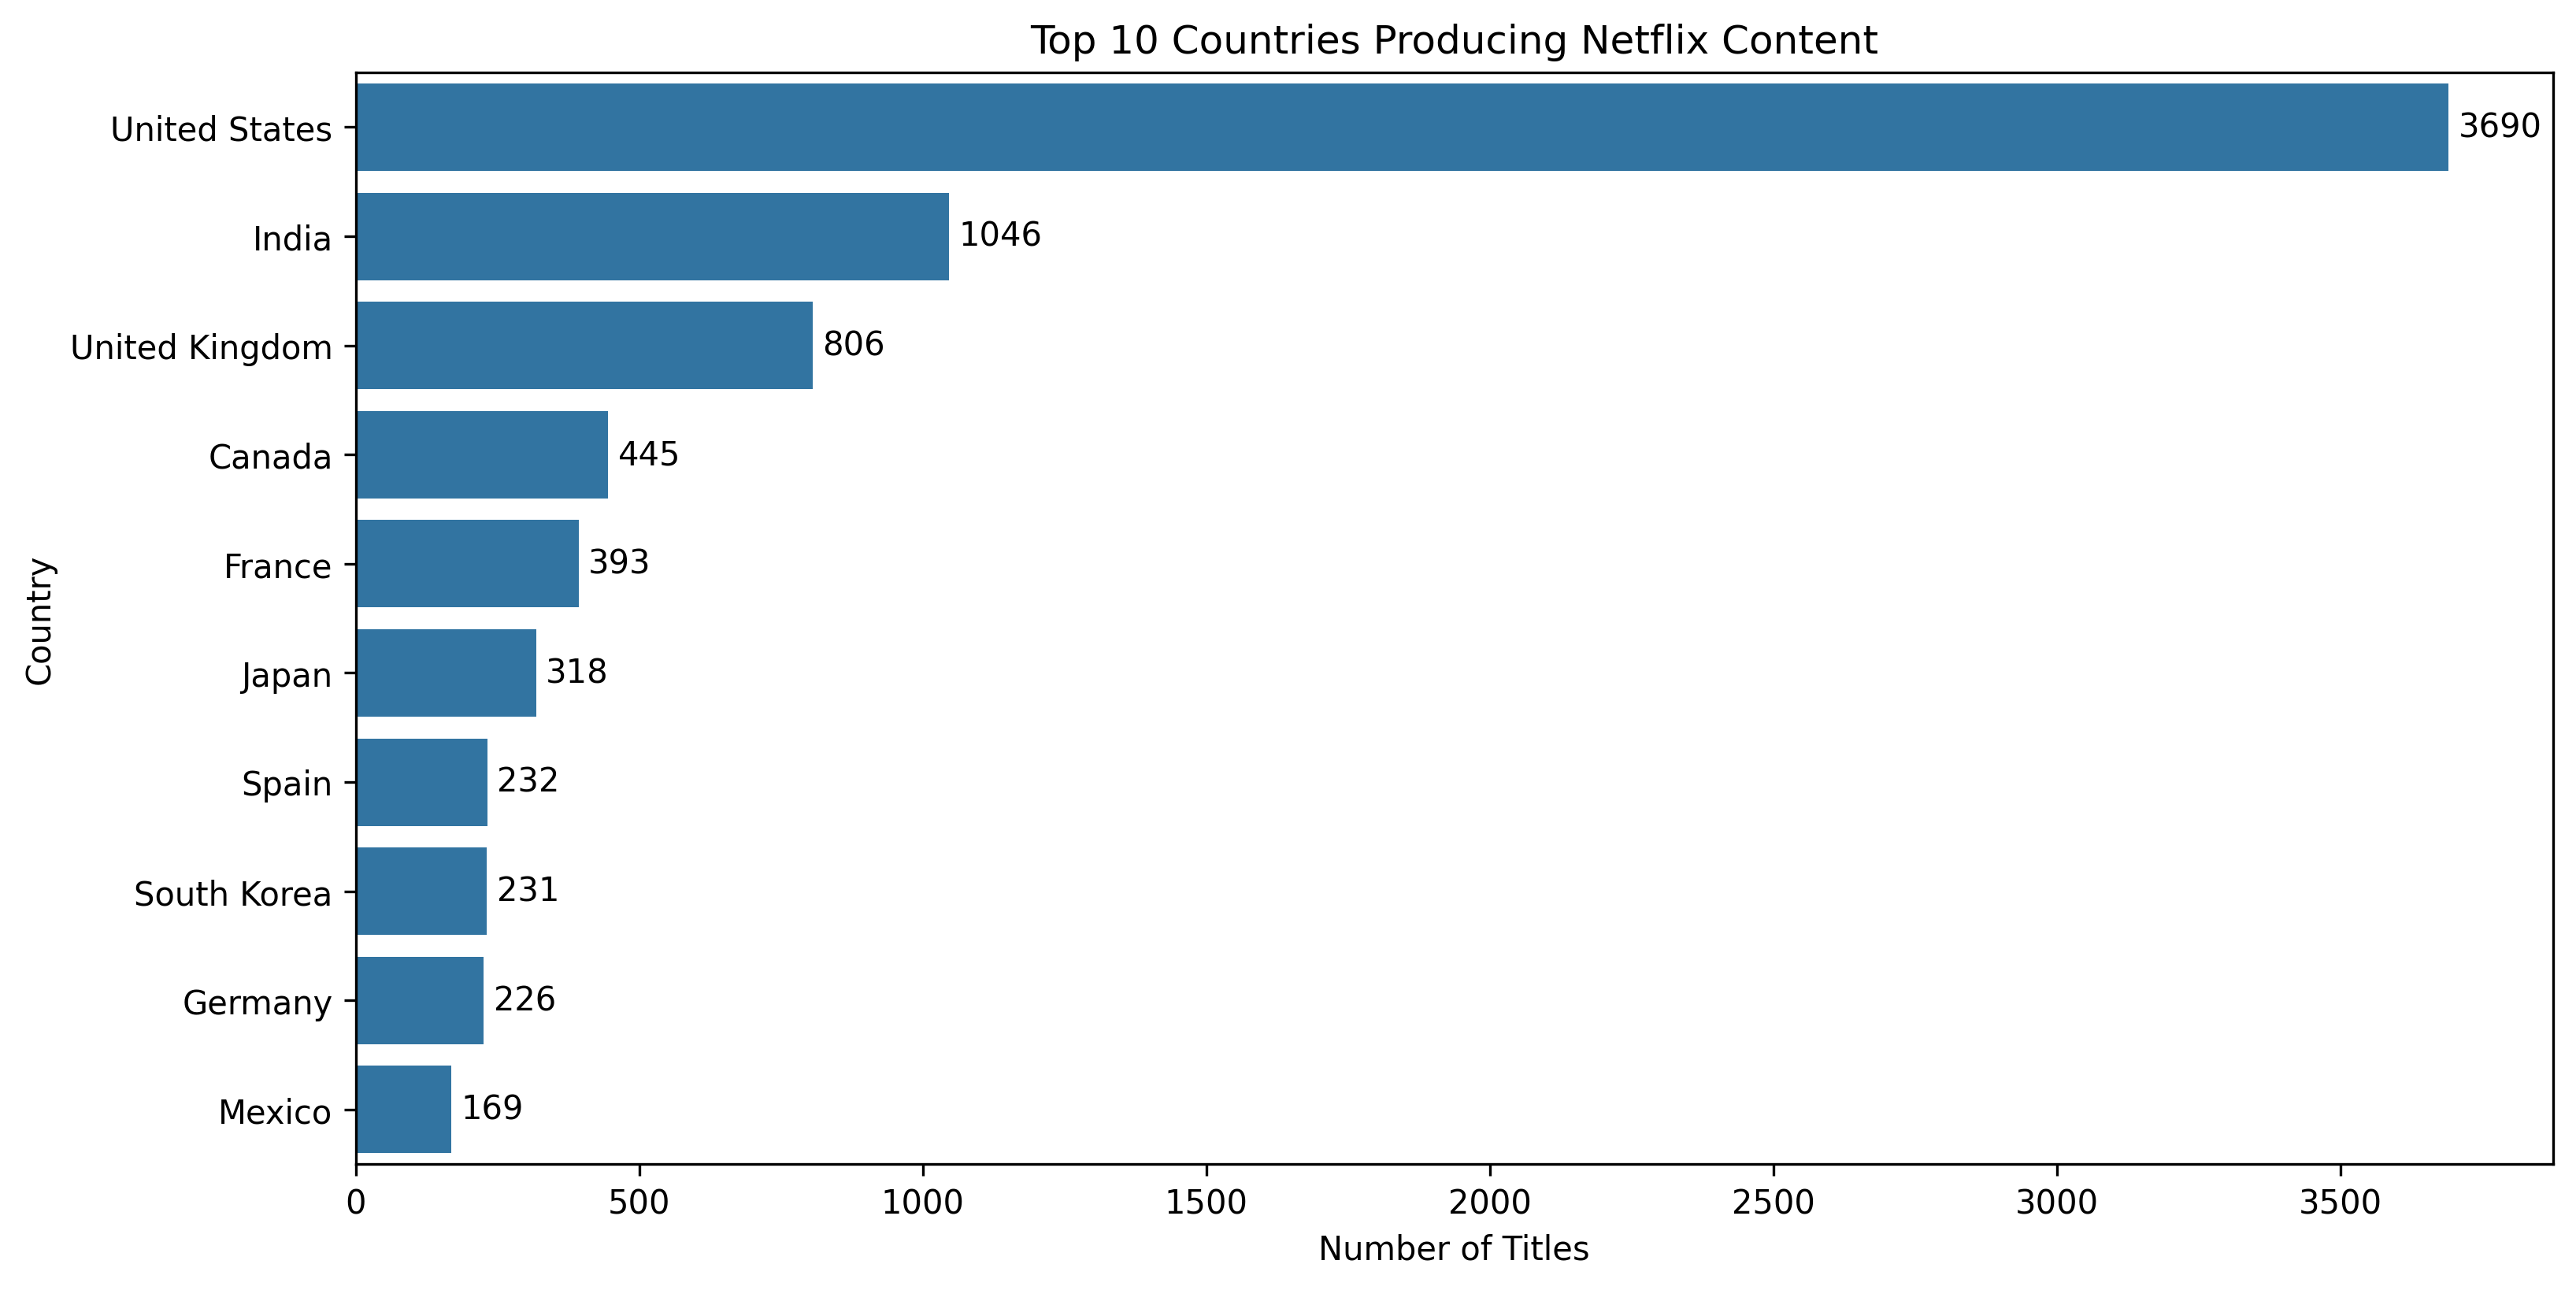 Top 10 Countries Producing Netflix Content
United States 3690
India 1046
United Kingdom 806
Canada 445
France 393
Japan 318
Spain 232
South Korea 231
Germany 226
Mexico 169
Country
0 500 1000 1500 2000 2500 3000 3500
Number of Titles